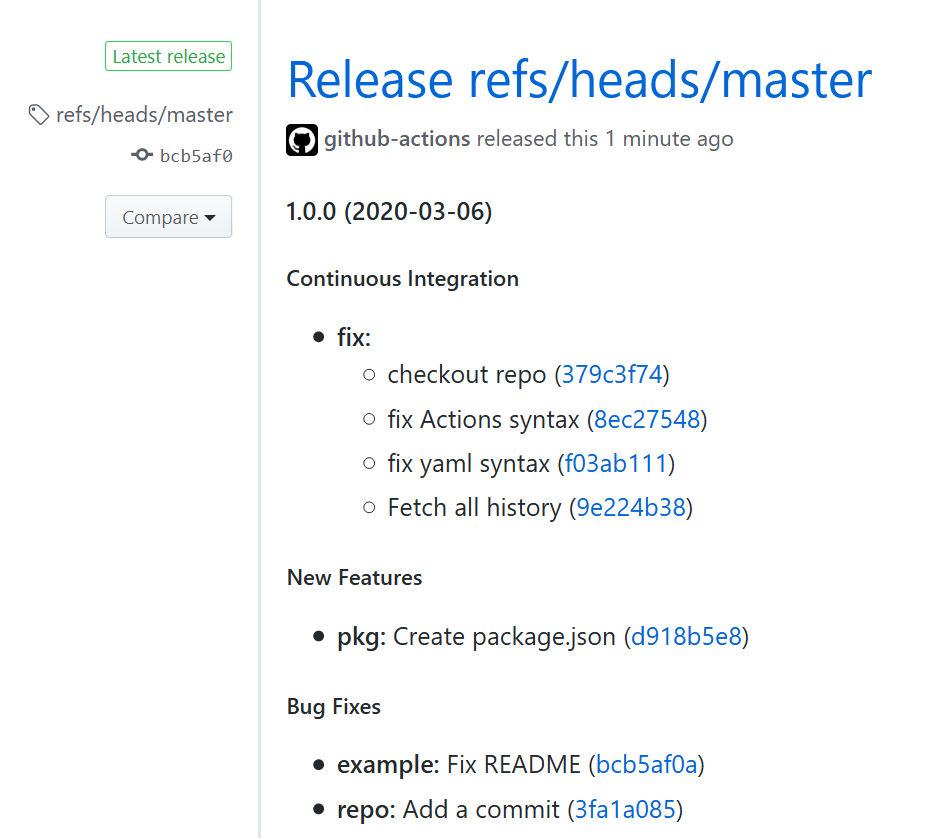 Latest release
refs/heads/master
bcb5af0
Compare
Release refs/heads/master
github-actions released this 1 minute ago
1.0.0 (2020-03-06)
Continuous Integration
fix:
checkout repo (379c3f74)
fix Actions syntax (8ec27548)
fix yaml syntax (f03ab111)
Fetch all history (9e224b38)
New Features
pkg: Create package.json (d918b5e8)
Bug Fixes
example: Fix README (bcb5af0a)
repo: Add a commit (3fa1a085)